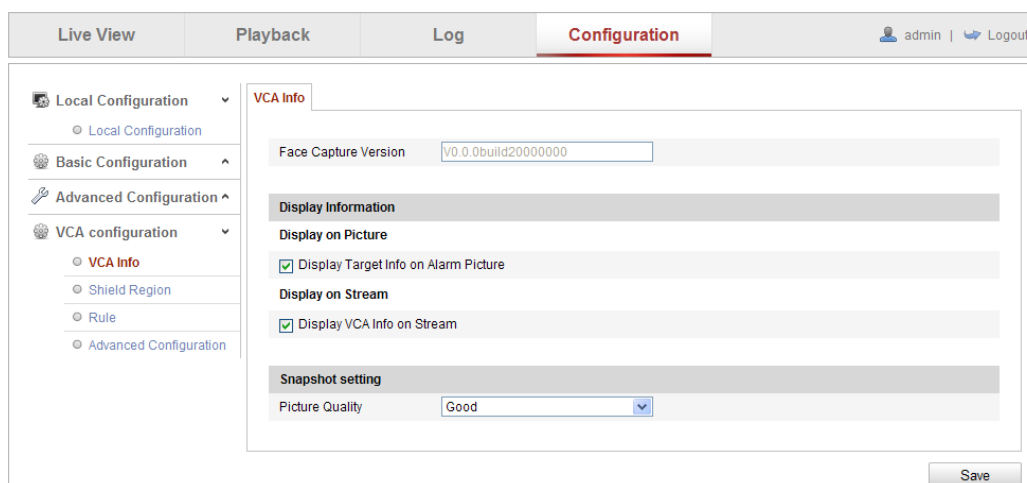 Live View Playback Log Configuration admin | Logout
Local Configuration
Local Configuration
Basic Configuration
Advanced Configuration
VCA configuration
VCA Info
Shield Region
Rule
Advanced Configuration
VCA Info
Face Capture Version V0.0.0build20000000
Display Information
Display on Picture
Display Target Info on Alarm Picture
Display on Stream
Display VCA Info on Stream
Snapshot setting
Picture Quality Good
Save